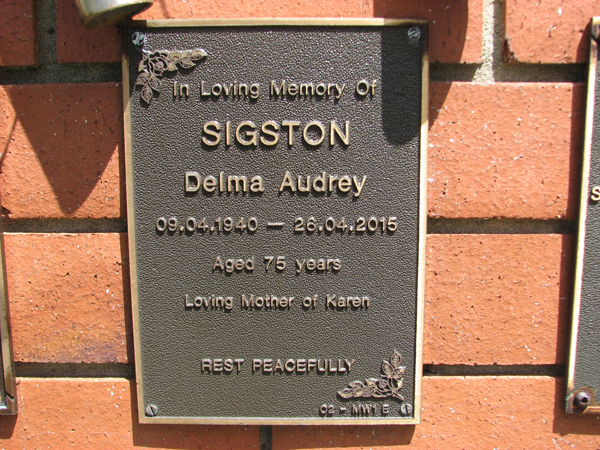 In Loving Memory Of
SIGSTON
Delma Audrey
09.04.1940 — 26.04.2015
Aged 75 years
Loving Mother of Karen
REST PEACEFULLY
02 - MW1 B
S